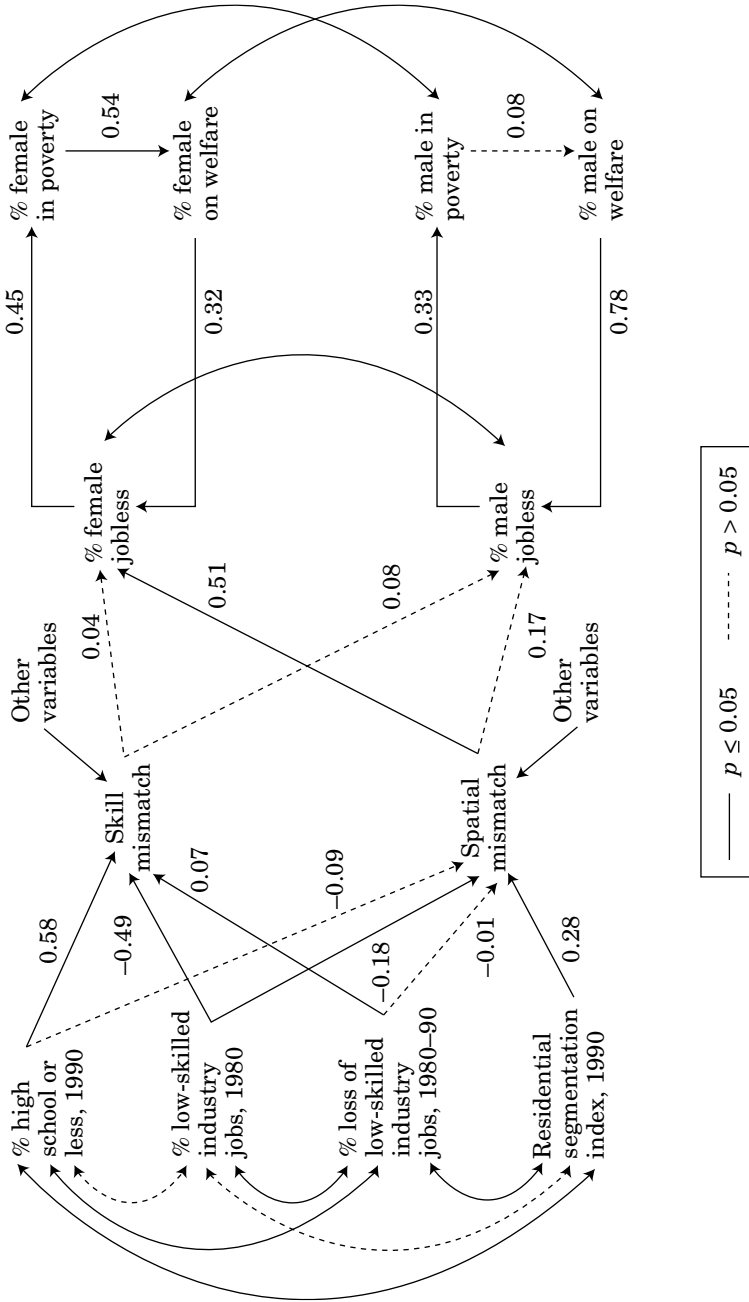 % high
school or
less, 1990
% low-skilled
industry
jobs, 1980
% loss of
low-skilled
industry
jobs, 1980–90
Residential
segmentation
index, 1990
0.58
–0.49
0.07
–0.09
–0.18
–0.01
0.28
Other
variables
Skill
mismatch
Spatial
mismatch
Other
variables
0.04
0.51
0.08
0.17
% female
jobless
% male
jobless
0.45
0.32
0.33
0.78
% female
in poverty
0.54
% female
on welfare
% male in
poverty
0.08
% male on
welfare
p ≤ 0.05
p > 0.05